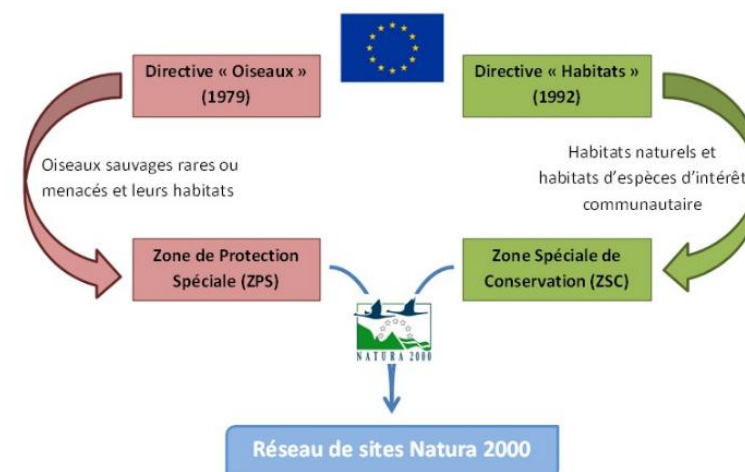 Directive « Oiseaux »
(1979)
Directive « Habitats »
(1992)
Oiseaux sauvages rares ou
menacés et leurs habitats
Habitats naturels et
habitats d'espèces d'intérêt
communautaire
Zone de Protection
Spéciale (ZPS)
Zone Spéciale de
Conservation (ZSC)
NATURA 2000
Réseau de sites Natura 2000